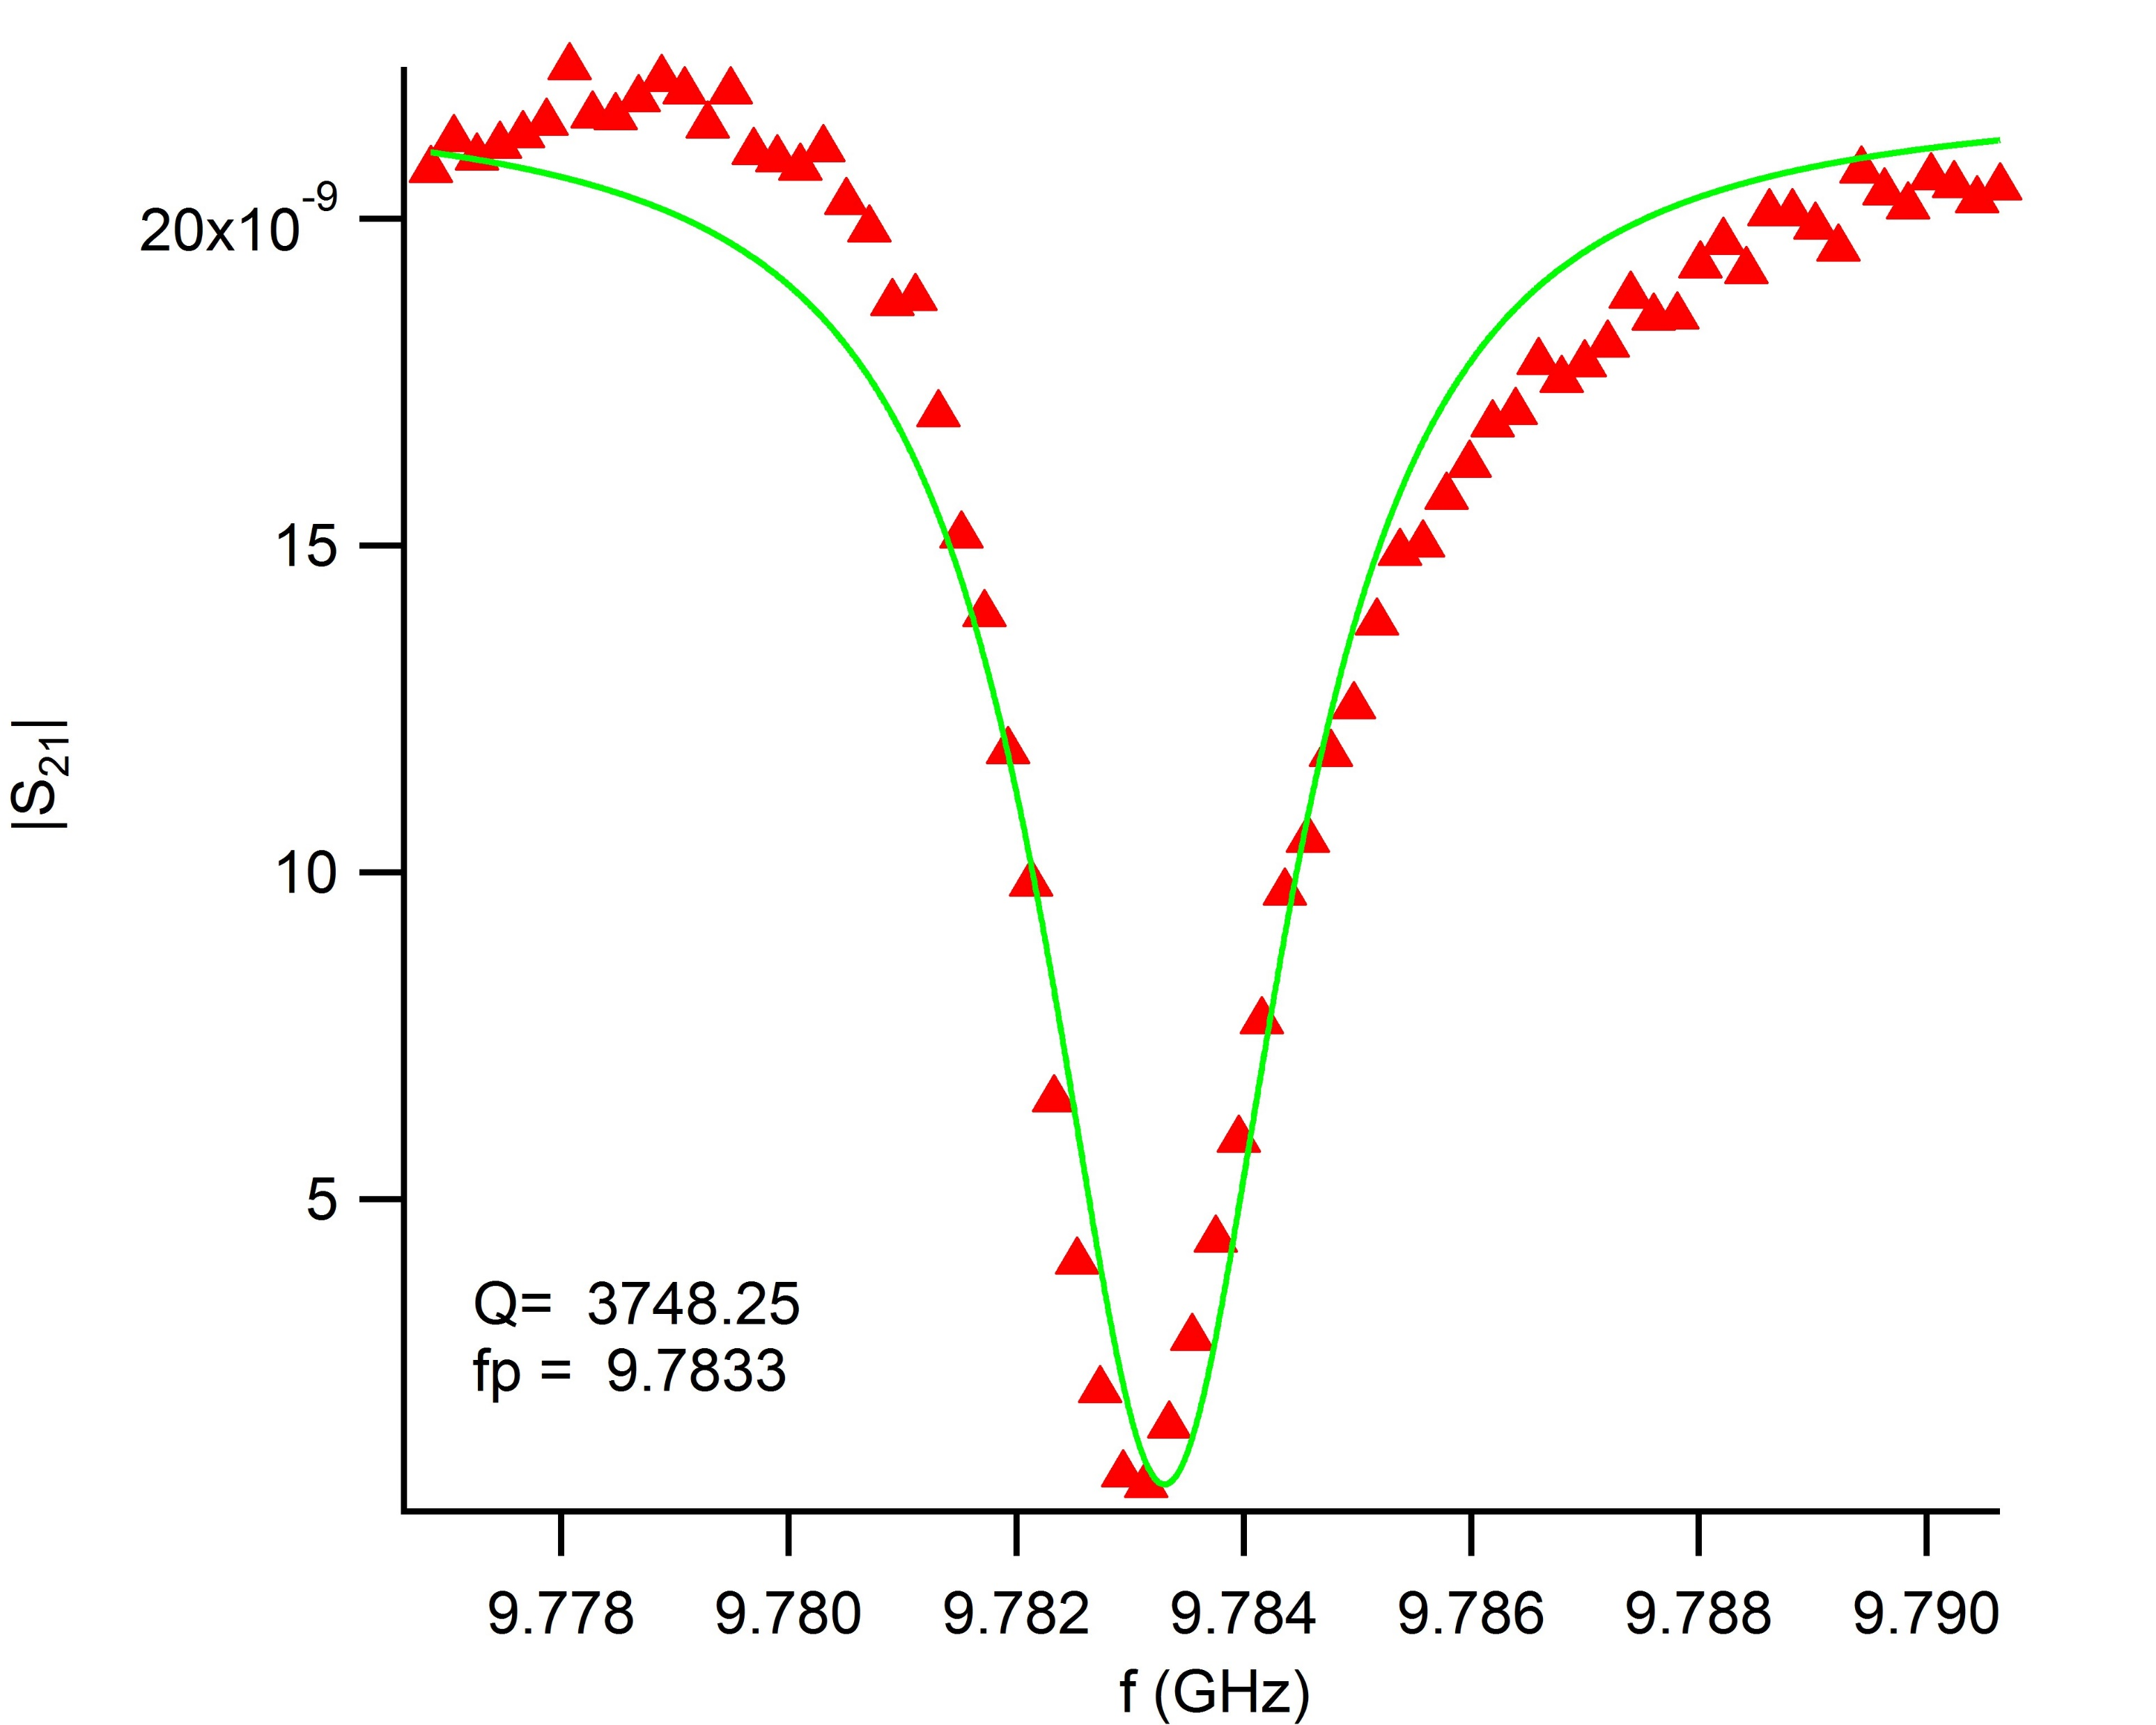 20x10^-9
15
10
5
|S21|
Q= 3748.25
fp = 9.7833
9.778 9.780 9.782 9.784 9.786 9.788 9.790
f (GHz)